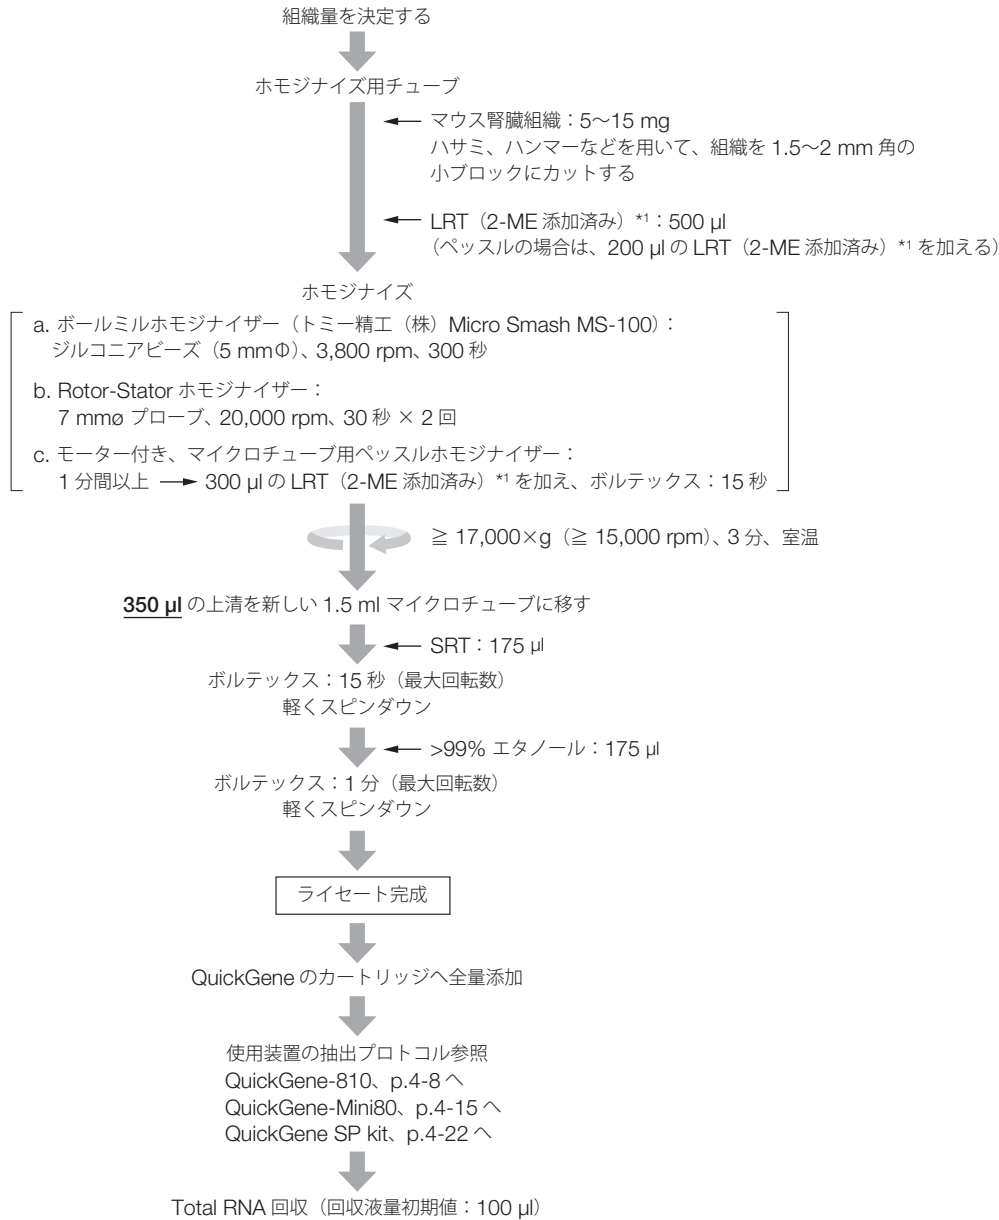 組織量を決定する
ホモジナイズ用チューブ
マウス腎臓組織：5〜15 mg
ハサミ、ハンマーなどを用いて、組織を 1.5〜2 mm 角の
小ブロックにカットする
LRT（2-ME 添加済み）*1：500 µl
（ペッスルの場合は、200 µl の LRT（2-ME 添加済み）*1 を加える）
ホモジナイズ
a. ボールミルホモジナイザー（トミー精工（株）Micro Smash MS-100）：
ジルコニアビーズ（5 mmΦ）、3,800 rpm、300 秒
b. Rotor-Stator ホモジナイザー：
7 mmø プローブ、20,000 rpm、30 秒 × 2 回
c. モーター付き、マイクロチューブ用ペッスルホモジナイザー：
1 分間以上 → 300 µl の LRT（2-ME 添加済み）*1 を加え、ボルテックス：15 秒
≧ 17,000×g（≧ 15,000 rpm）、3 分、室温
350 µl の上清を新しい 1.5 ml マイクロチューブに移す
SRT：175 µl
ボルテックス：15 秒（最大回転数）
軽くスピンダウン
>99% エタノール：175 µl
ボルテックス：1 分（最大回転数）
軽くスピンダウン
ライセート完成
QuickGene のカートリッジへ全量添加
使用装置の抽出プロトコル参照
QuickGene-810、p.4-8 へ
QuickGene-Mini80、p.4-15 へ
QuickGene SP kit、p.4-22 へ
Total RNA 回収（回収液量初期値：100 µl）